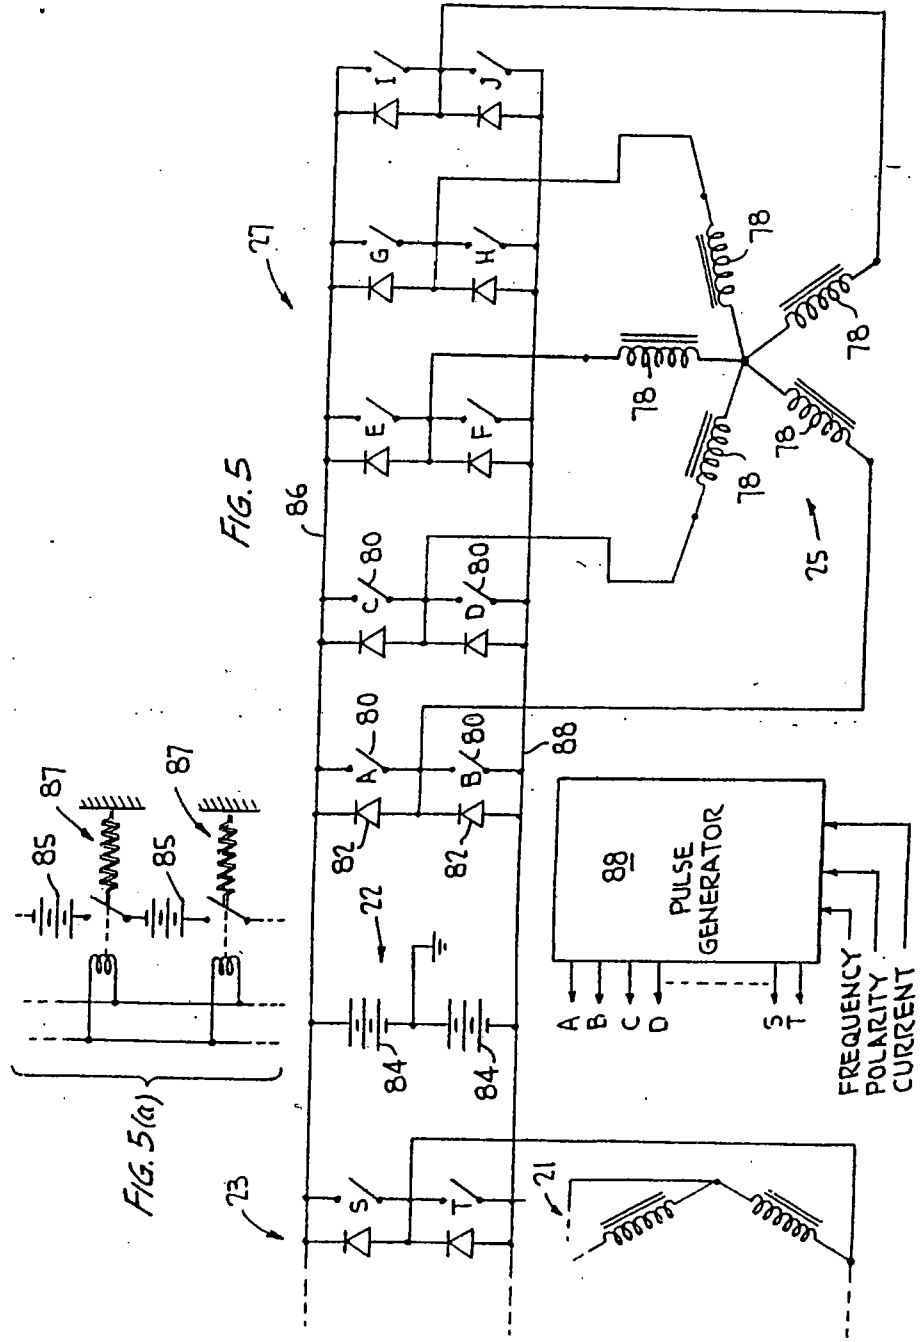 FIG. 5(a)
85
87
85
87
FIG. 5
23
22
86
27
S
T
84
84
82
82
A
80
B
80
C
80
D
80
E
F
G
H
I
J
88
21
88
PULSE
GENERATOR
A
B
C
D
S
T
FREQUENCY
POLARITY
CURRENT
78
78
78
78
78
25